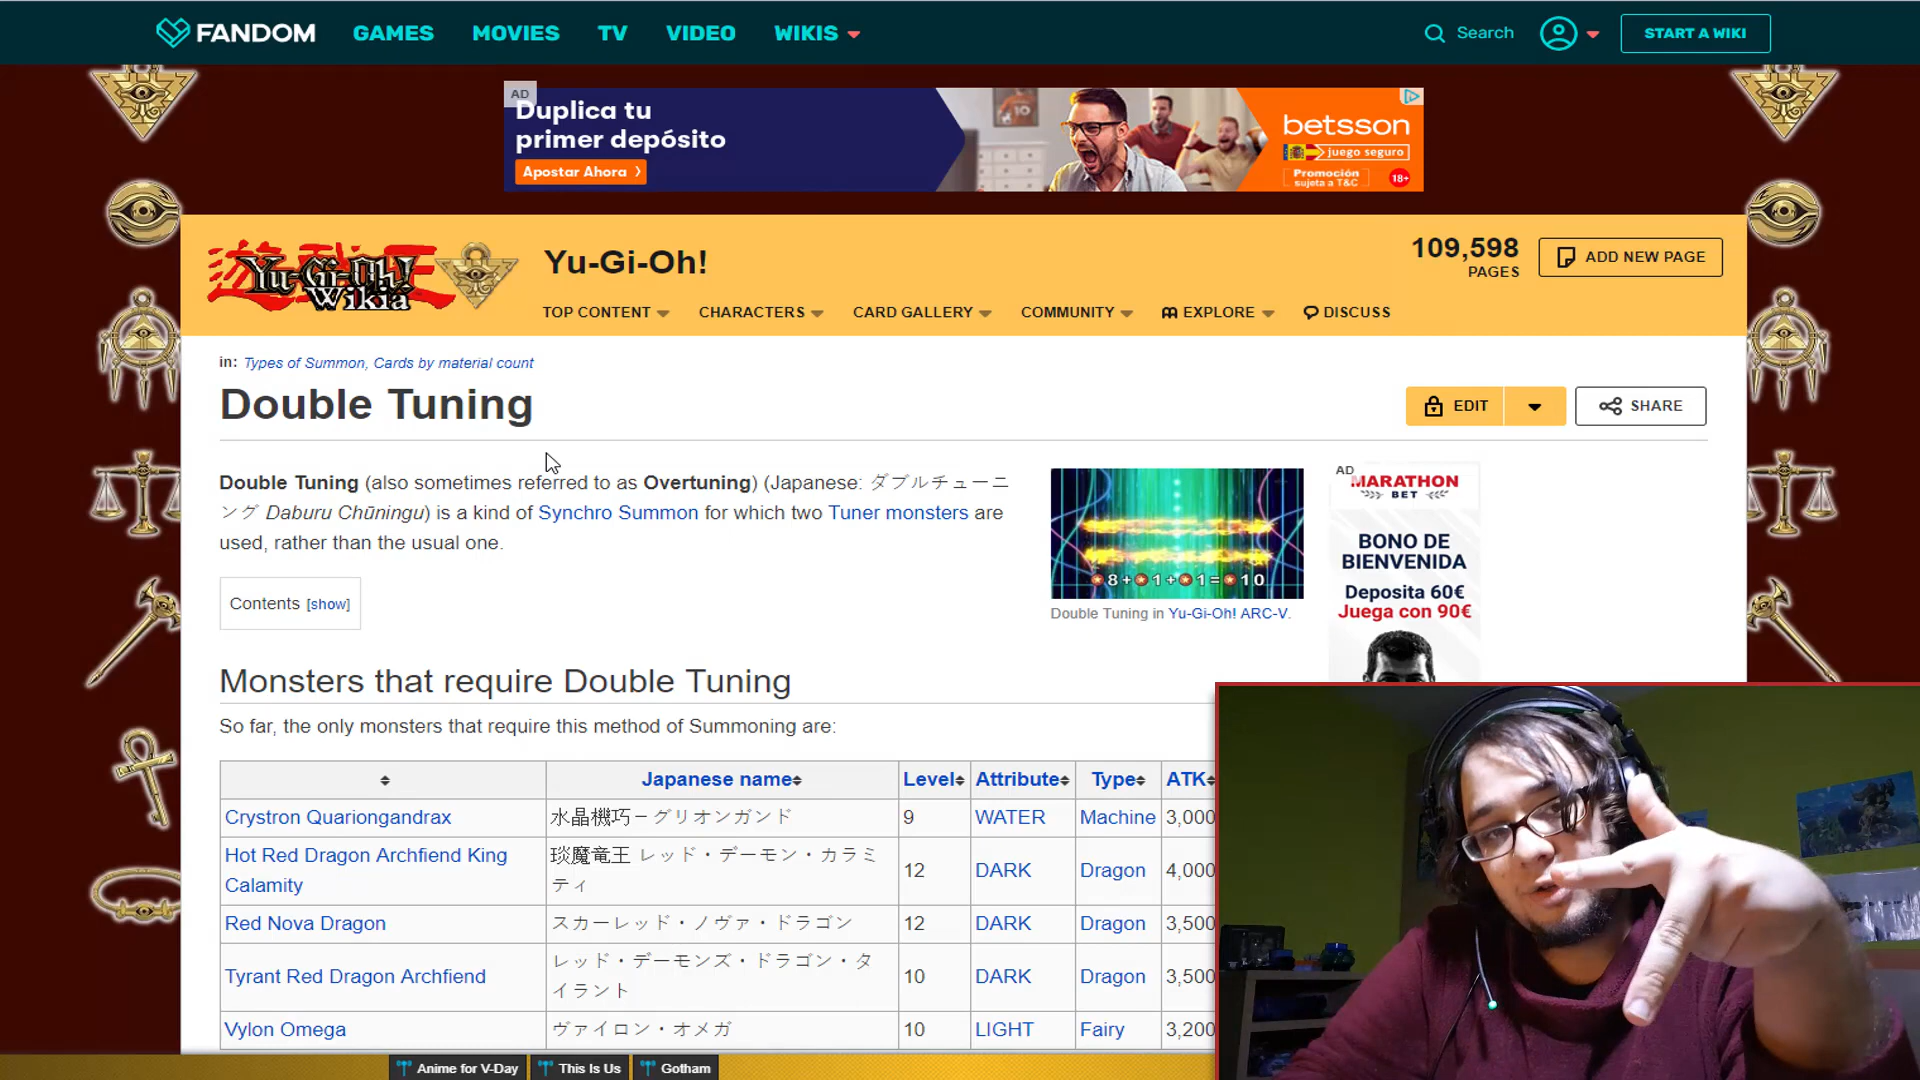 FANDOM GAMES MOVIES TV VIDEO WIKIS Search START A WIKI
AD
Duplica tu
primer depósito
Apostar Ahora
betsson
juego seguro
Promoción
sujeta a T&C
18+
10
Yu-Gi-Oh!
Wikia
Yu-Gi-Oh!
109,598
PAGES
ADD NEW PAGE
TOP CONTENT CHARACTERS CARD GALLERY COMMUNITY EXPLORE DISCUSS
in: Types of Summon, Cards by material count
Double Tuning
EDIT
SHARE
Double Tuning (also sometimes referred to as Overtuning) (Japanese: ダブルチューニ
ング Daburu Chūningu) is a kind of Synchro Summon for which two Tuner monsters are
used, rather than the usual one.
8+1+1=10
Double Tuning in Yu-Gi-Oh! ARC-V.
AD
MARATHON
BET
BONO DE
BIENVENIDA
Deposita 60€
Juega con 90€
Contents [show]
Monsters that require Double Tuning
So far, the only monsters that require this method of Summoning are:
Japanese name Level Attribute Type ATK
Crystron Quariongandrax 水晶機巧－グリオンガンド 9 WATER Machine 3,000
Hot Red Dragon Archfiend King
Calamity
琰魔竜王 レッド・デーモン・カラミ
ティ
12 DARK Dragon 4,000
Red Nova Dragon スカーレッド・ノヴァ・ドラゴン 12 DARK Dragon 3,500
Tyrant Red Dragon Archfiend
レッド・デーモンズ・ドラゴン・タ
イラント
10 DARK Dragon 3,500
Vylon Omega ヴァイロン・オメガ 10 LIGHT Fairy 3,200
Anime for V-Day This Is Us Gotham